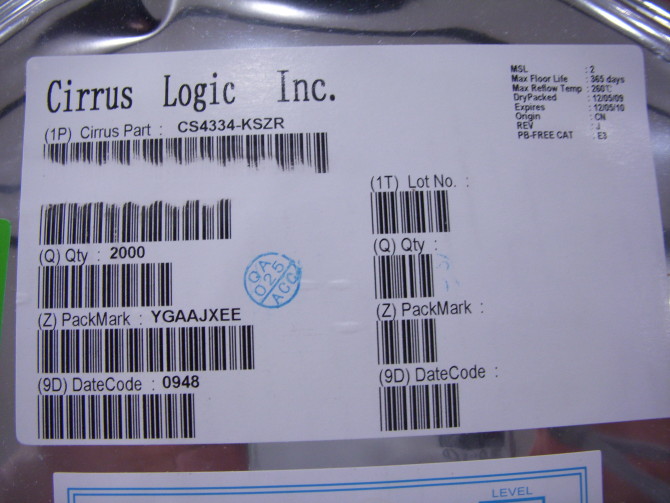 Cirrus Logic Inc.
(1P) Cirrus Part : CS4334-KSZR
MSL : 2
Max Floor Life : 365 days
Max Reflow Temp : 260℃
DryPacked : 12/05/09
Expires : 12/05/10
Origin : CN
REV : J
PB-FREE CAT : E3
(Q) Qty : 2000
(Z) PackMark : YGAAJXEE
(9D) DateCode : 0948
QA
025
ACC
(1T) Lot No. :
(Q) Qty :
(Z) PackMark :
(9D) DateCode :
LEVEL